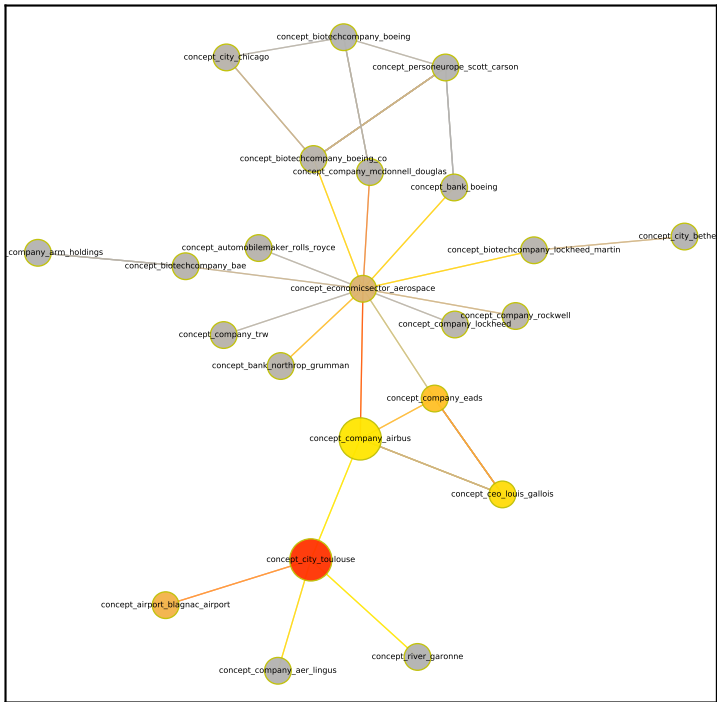 concept_biotechcompany_boeing
concept_city_chicago
concept_personeurope_scott_carson
concept_biotechcompany_boeing_co
concept_company_mcdonnell_douglas
concept_bank_boeing
concept_city_bethe
concept_automobilemaker_rolls_royce
concept_biotechcompany_lockheed_martin
_company_arm_holdings
concept_biotechcompany_bae
concept_economicsector_aerospace
concept_company_rockwell
concept_company_lockheed
concept_company_trw
concept_bank_northrop_grumman
concept_company_eads
concept_company_airbus
concept_ceo_louis_gallois
concept_city_toulouse
concept_airport_blagnac_airport
concept_river_garonne
concept_company_aer_lingus